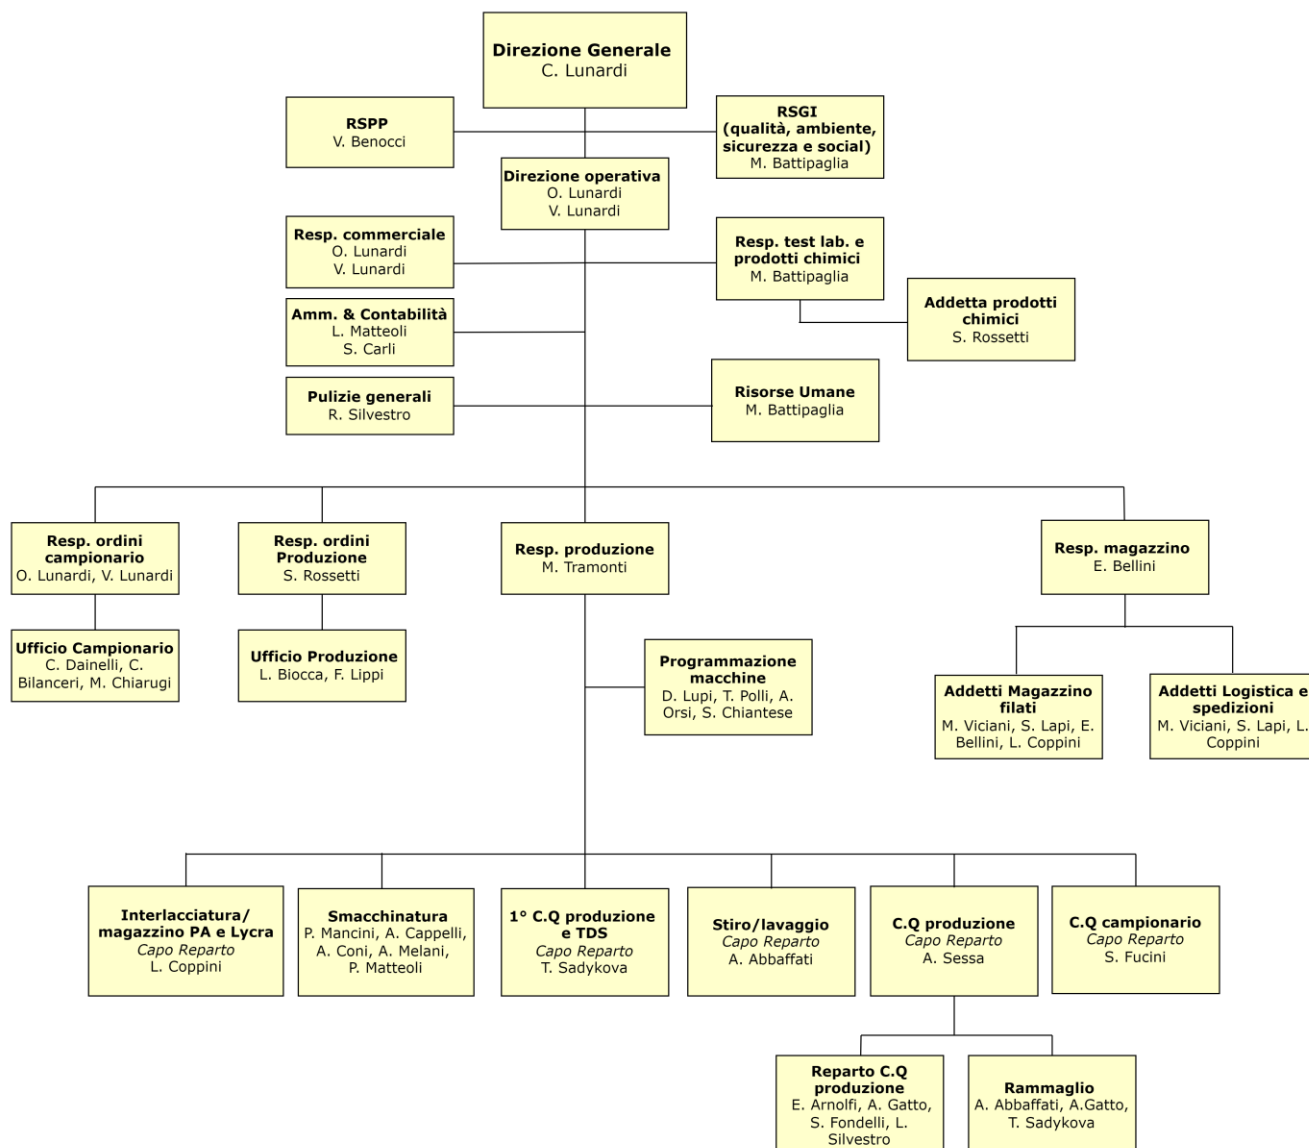 Direzione Generale
C. Lunardi
RSPP
V. Benocci
RSGI
(qualità, ambiente,
sicurezza e social)
M. Battipaglia
Direzione operativa
O. Lunardi
V. Lunardi
Resp. commerciale
O. Lunardi
V. Lunardi
Resp. test lab. e
prodotti chimici
M. Battipaglia
Amm. & Contabilità
L. Matteoli
S. Carli
Addetta prodotti
chimici
S. Rossetti
Pulizie generali
R. Silvestro
Risorse Umane
M. Battipaglia
Resp. ordini
campionario
O. Lunardi, V. Lunardi
Resp. ordini
Produzione
S. Rossetti
Resp. produzione
M. Tramonti
Resp. magazzino
E. Bellini
Ufficio Campionario
C. Dainelli, C.
Bilanceri, M. Chiarugi
Ufficio Produzione
L. Biocca, F. Lippi
Programmazione
macchine
D. Lupi, T. Polli, A.
Orsi, S. Chiantese
Addetti Magazzino
filati
M. Viciani, S. Lapi, E.
Bellini, L. Coppini
Addetti Logistica e
spedizioni
M. Viciani, S. Lapi, L.
Coppini
Interlacciatura/
magazzino PA e Lycra
Capo Reparto
L. Coppini
Smacchinatura
P. Mancini, A. Cappelli,
A. Coni, A. Melani,
P. Matteoli
1° C.Q produzione
e TDS
Capo Reparto
T. Sadykova
Stiro/lavaggio
Capo Reparto
A. Abbaffati
C.Q produzione
Capo Reparto
A. Sessa
C.Q campionario
Capo Reparto
S. Fucini
Reparto C.Q
produzione
E. Arnolfi, A. Gatto,
S. Fondelli, L.
Silvestro
Rammaglio
A. Abbaffati, A.Gatto,
T. Sadykova